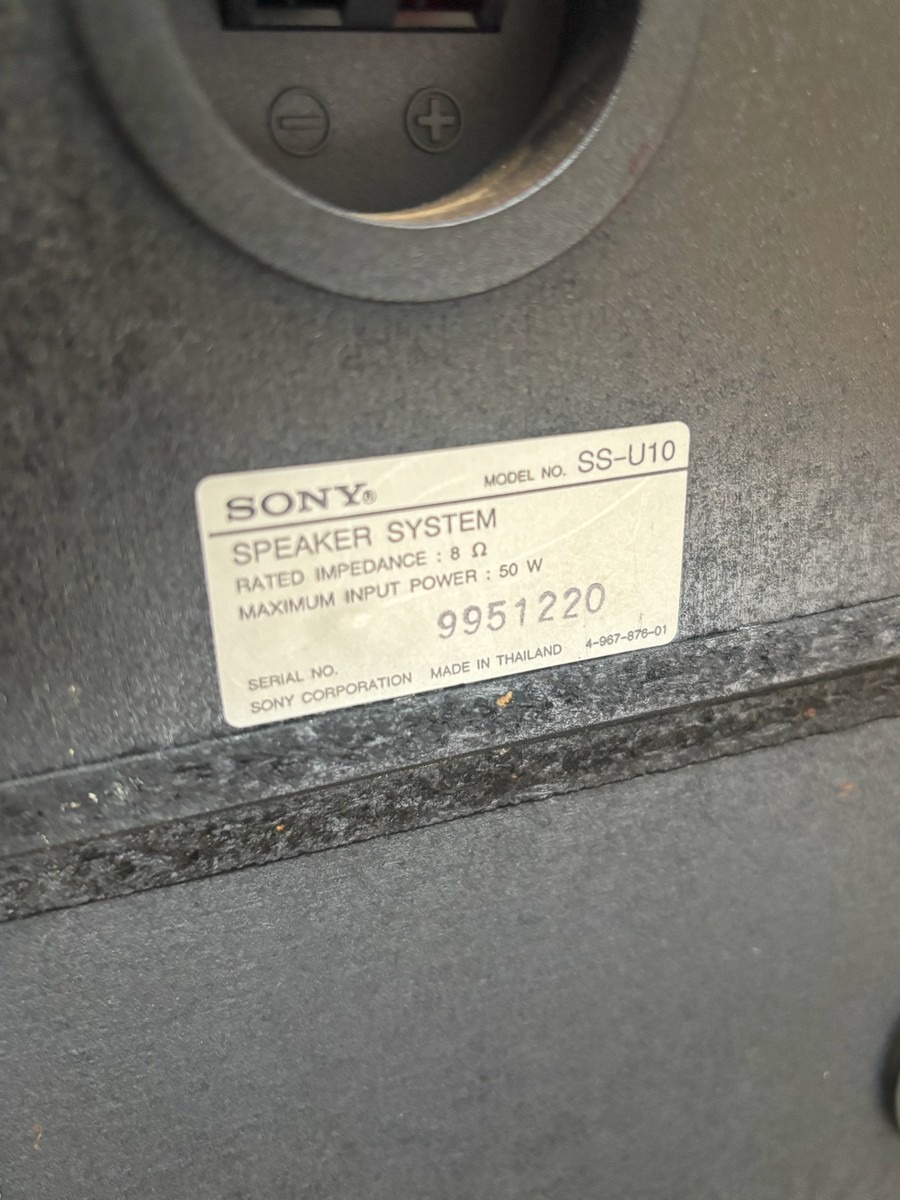 − +
SONY® MODEL NO. SS-U10
SPEAKER SYSTEM
RATED IMPEDANCE : 8 Ω
MAXIMUM INPUT POWER : 50 W
9951220
SERIAL NO.
SONY CORPORATION MADE IN THAILAND 4-967-876-01